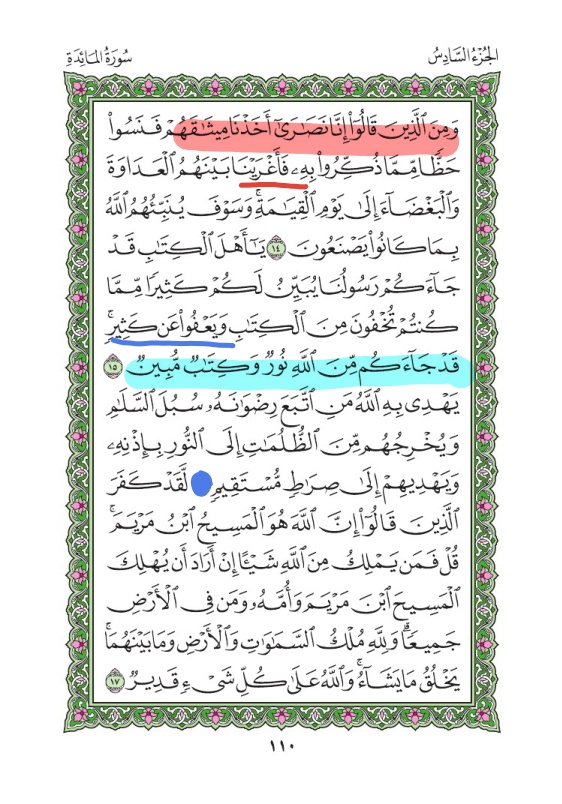 الجُزْءُ السَّادِسُ
سُورَةُ المَائِدَةِ
وَمِنَ ٱلَّذِينَ قَالُوٓا۟ إِنَّا نَصَٰرَىٰٓ أَخَذْنَا مِيثَٰقَهُمْ فَنَسُوا۟
حَظًّا مِّمَّا ذُكِّرُوا۟ بِهِۦ فَأَغْرَيْنَا بَيْنَهُمُ ٱلْعَدَاوَةَ
وَٱلْبَغْضَآءَ إِلَىٰ يَوْمِ ٱلْقِيَٰمَةِ ۚ وَسَوْفَ يُنَبِّئُهُمُ ٱللَّهُ
بِمَا كَانُوا۟ يَصْنَعُونَ ١٤ يَٰٓأَهْلَ ٱلْكِتَٰبِ قَدْ
جَآءَكُمْ رَسُولُنَا يُبَيِّنُ لَكُمْ كَثِيرًا مِّمَّا
كُنتُمْ تُخْفُونَ مِنَ ٱلْكِتَٰبِ وَيَعْفُوا۟ عَن كَثِيرٍ ۚ
قَدْ جَآءَكُم مِّنَ ٱللَّهِ نُورٌ وَكِتَٰبٌ مُّبِينٌ ١٥
يَهْدِى بِهِ ٱللَّهُ مَنِ ٱتَّبَعَ رِضْوَٰنَهُۥ سُبُلَ ٱلسَّلَٰمِ
وَيُخْرِجُهُم مِّنَ ٱلظُّلُمَٰتِ إِلَى ٱلنُّورِ بِإِذْنِهِۦ
وَيَهْدِيهِمْ إِلَىٰ صِرَٰطٍ مُّسْتَقِيمٍ لَّقَدْ كَفَرَ
ٱلَّذِينَ قَالُوٓا۟ إِنَّ ٱللَّهَ هُوَ ٱلْمَسِيحُ ٱبْنُ مَرْيَمَ ۚ
قُلْ فَمَن يَمْلِكُ مِنَ ٱللَّهِ شَيْـًٔا إِنْ أَرَادَ أَن يُهْلِكَ
ٱلْمَسِيحَ ٱبْنَ مَرْيَمَ وَأُمَّهُۥ وَمَن فِى ٱلْأَرْضِ
جَمِيعًا ۗ وَلِلَّهِ مُلْكُ ٱلسَّمَٰوَٰتِ وَٱلْأَرْضِ وَمَا بَيْنَهُمَا ۚ
يَخْلُقُ مَا يَشَآءُ ۚ وَٱللَّهُ عَلَىٰ كُلِّ شَىْءٍ قَدِيرٌ ١٧
١١٠